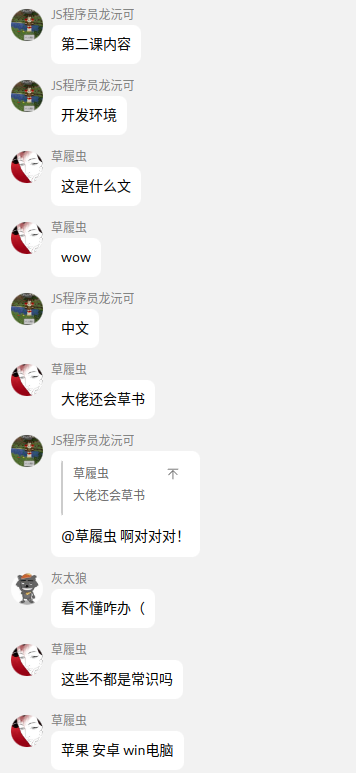 JS程序员龙沅可
第二课内容
JS程序员龙沅可
开发环境
草履虫
这是什么文
草履虫
wow
JS程序员龙沅可
中文
草履虫
大佬还会草书
JS程序员龙沅可
草履虫
大佬还会草书
@草履虫 啊对对对！
灰太狼
看不懂咋办（
草履虫
这些不都是常识吗
草履虫
苹果 安卓 win电脑